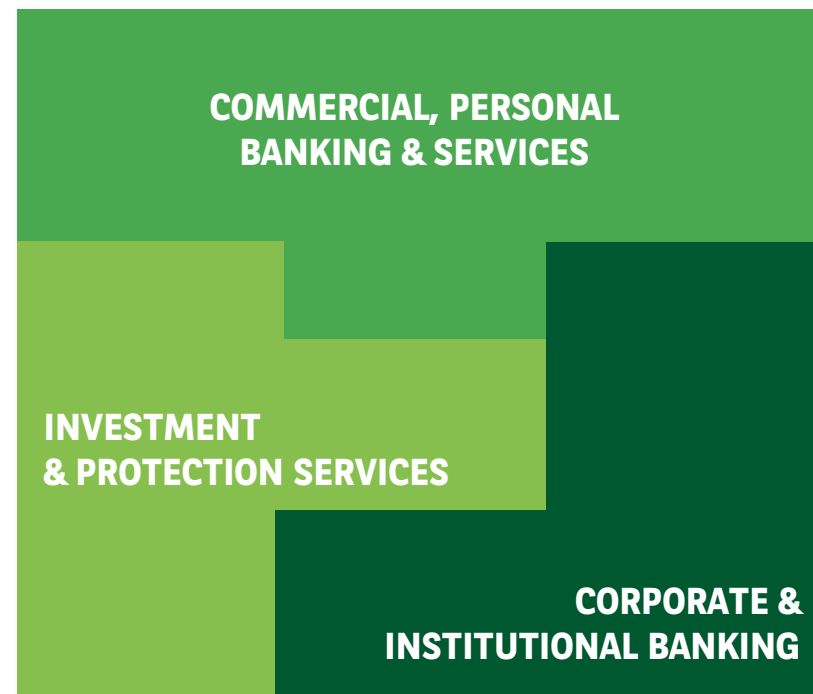 COMMERCIAL, PERSONAL
BANKING & SERVICES
INVESTMENT
& PROTECTION SERVICES
CORPORATE &
INSTITUTIONAL BANKING